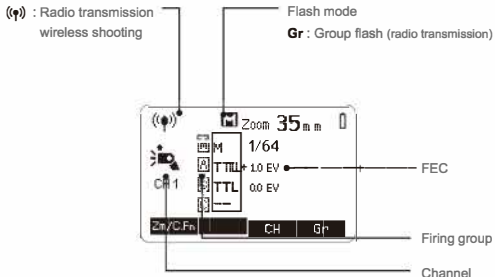 ((ꞏ)) : Radio transmission
wireless shooting
Flash mode
Gr : Group flash (radio transmission)
Zoom 35mm
M 1/64
A TTL + 1.0 EV
FEC
CH 1
TTL 0.0 EV
--
Zm/C.Fn CH Gr
Firing group
Channel